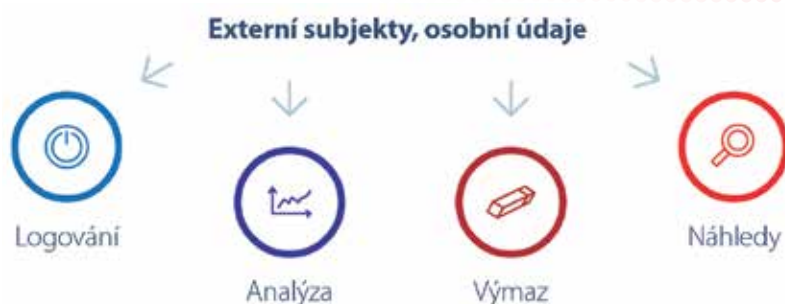 Externí subjekty, osobní údaje
Logování
Náhledy
Analýza
Výmaz